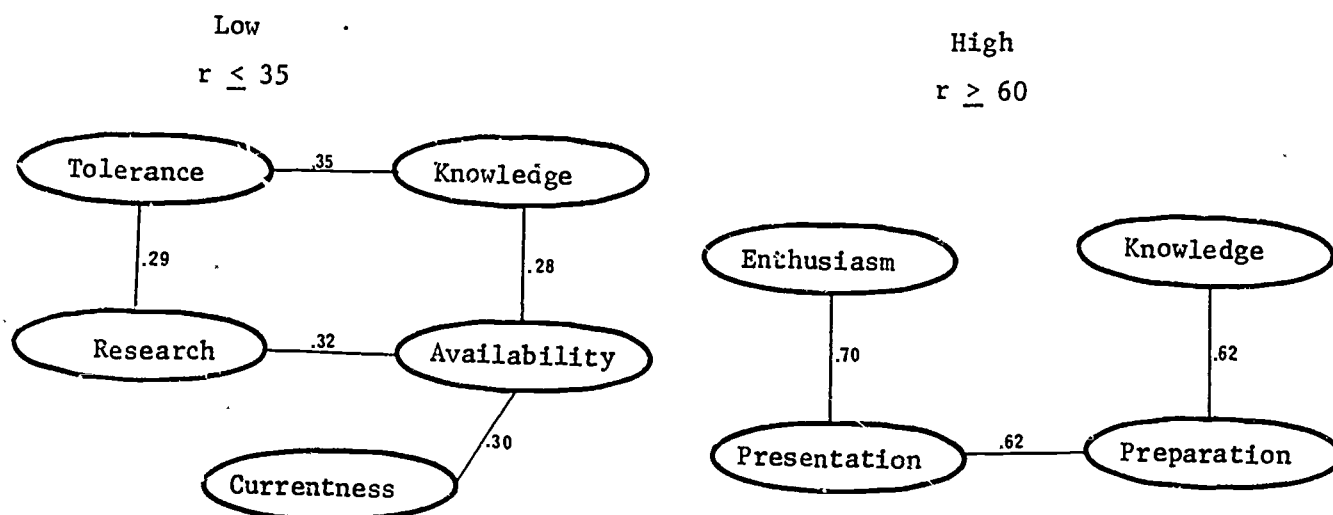 Low
r ≤ 35
Tolerance
.35
Knowledge
.29
.28
Research
.32
Availability
.30
Currentness
High
r ≥ 60
Enthusiasm
Knowledge
.70
.62
Presentation
.62
Preparation